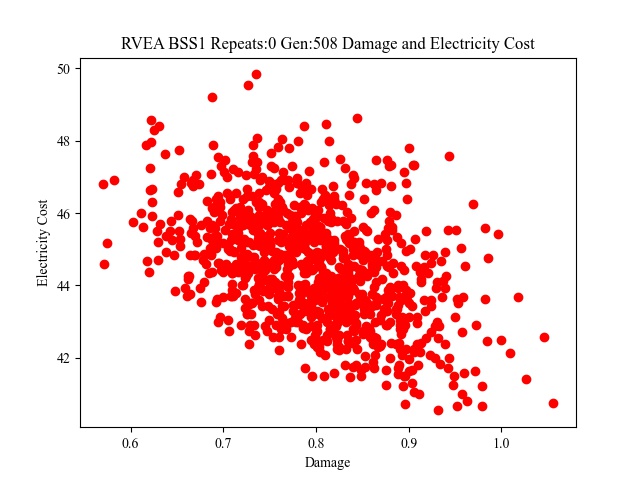 RVEA BSS1 Repeats:0 Gen:508 Damage and Electricity Cost
50
48
46
44
42
Electricity Cost
0.6 0.7 0.8 0.9 1.0
Damage